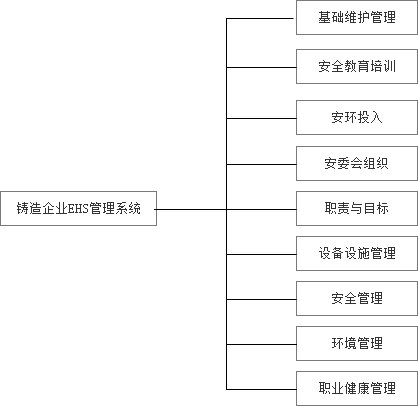 基础维护管理
安全教育培训
安环投入
安委会组织
铸造企业EHS管理系统
职责与目标
设备设施管理
安全管理
环境管理
职业健康管理